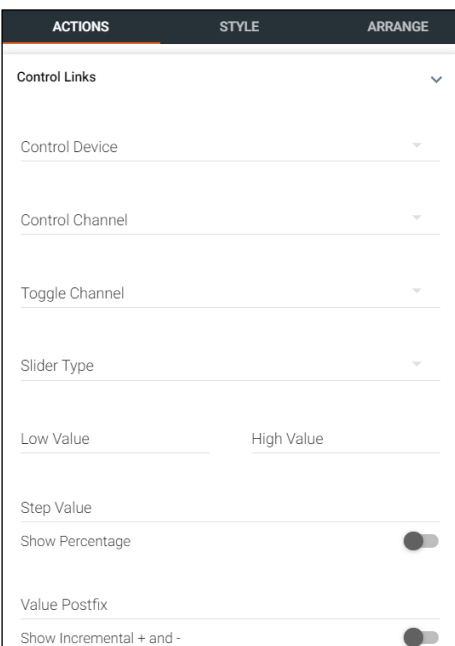 ACTIONS STYLE ARRANGE
Control Links
Control Device
Control Channel
Toggle Channel
Slider Type
Low Value High Value
Step Value
Show Percentage
Value Postfix
Show Incremental + and -